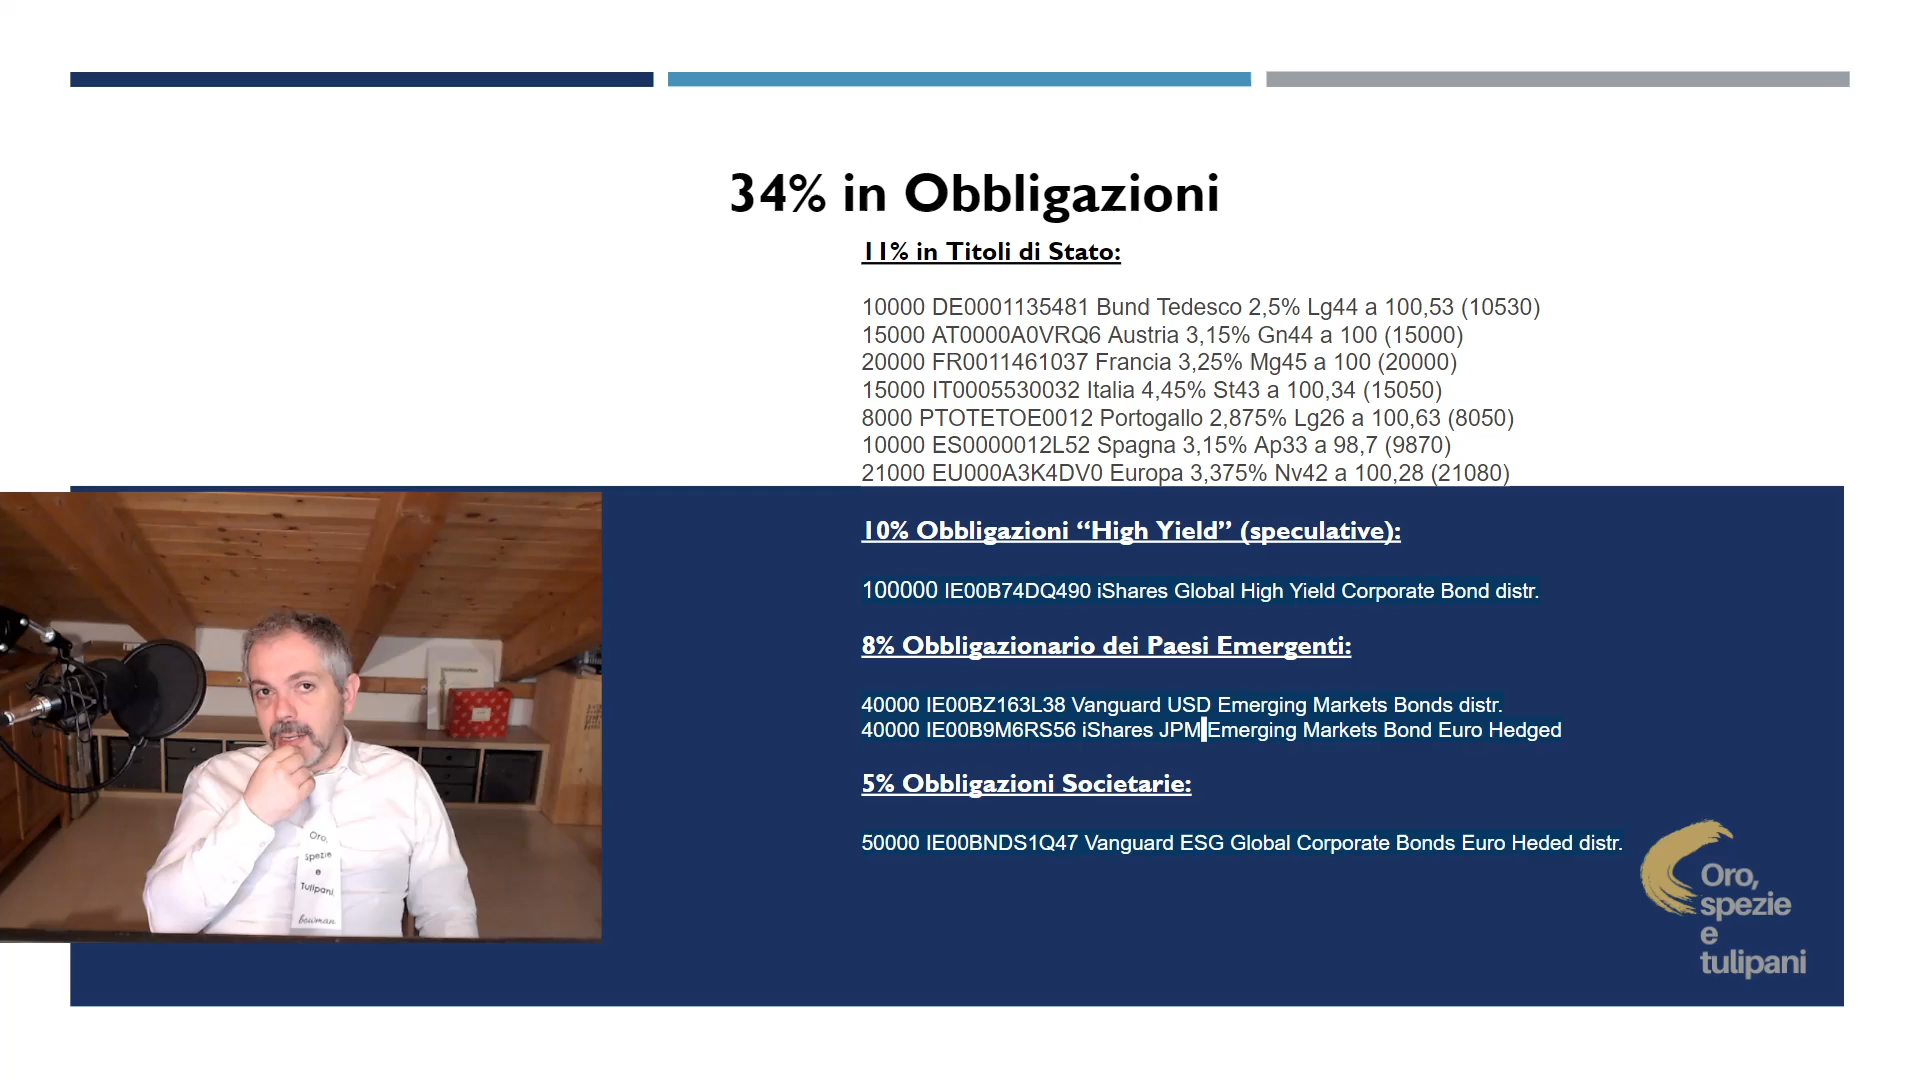 34% in Obbligazioni
11% in Titoli di Stato:
10000 DE0001135481 Bund Tedesco 2,5% Lg44 a 100,53 (10530)
15000 AT0000A0VRQ6 Austria 3,15% Gn44 a 100 (15000)
20000 FR0011461037 Francia 3,25% Mg45 a 100 (20000)
15000 IT0005530032 Italia 4,45% St43 a 100,34 (15050)
8000 PTOTETOE0012 Portogallo 2,875% Lg26 a 100,63 (8050)
10000 ES0000012L52 Spagna 3,15% Ap33 a 98,7 (9870)
21000 EU000A3K4DV0 Europa 3,375% Nv42 a 100,28 (21080)
10% Obbligazioni “High Yield” (speculative):
100000 IE00B74DQ490 iShares Global High Yield Corporate Bond distr.
8% Obbligazionario dei Paesi Emergenti:
40000 IE00BZ163L38 Vanguard USD Emerging Markets Bonds distr.
40000 IE00B9M6RS56 iShares JPM Emerging Markets Bond Euro Hedged
5% Obbligazioni Societarie:
50000 IE00BNDS1Q47 Vanguard ESG Global Corporate Bonds Euro Heded distr.
Oro,
spezie
e
Tulipani
bowman
Oro,
spezie
e
tulipani